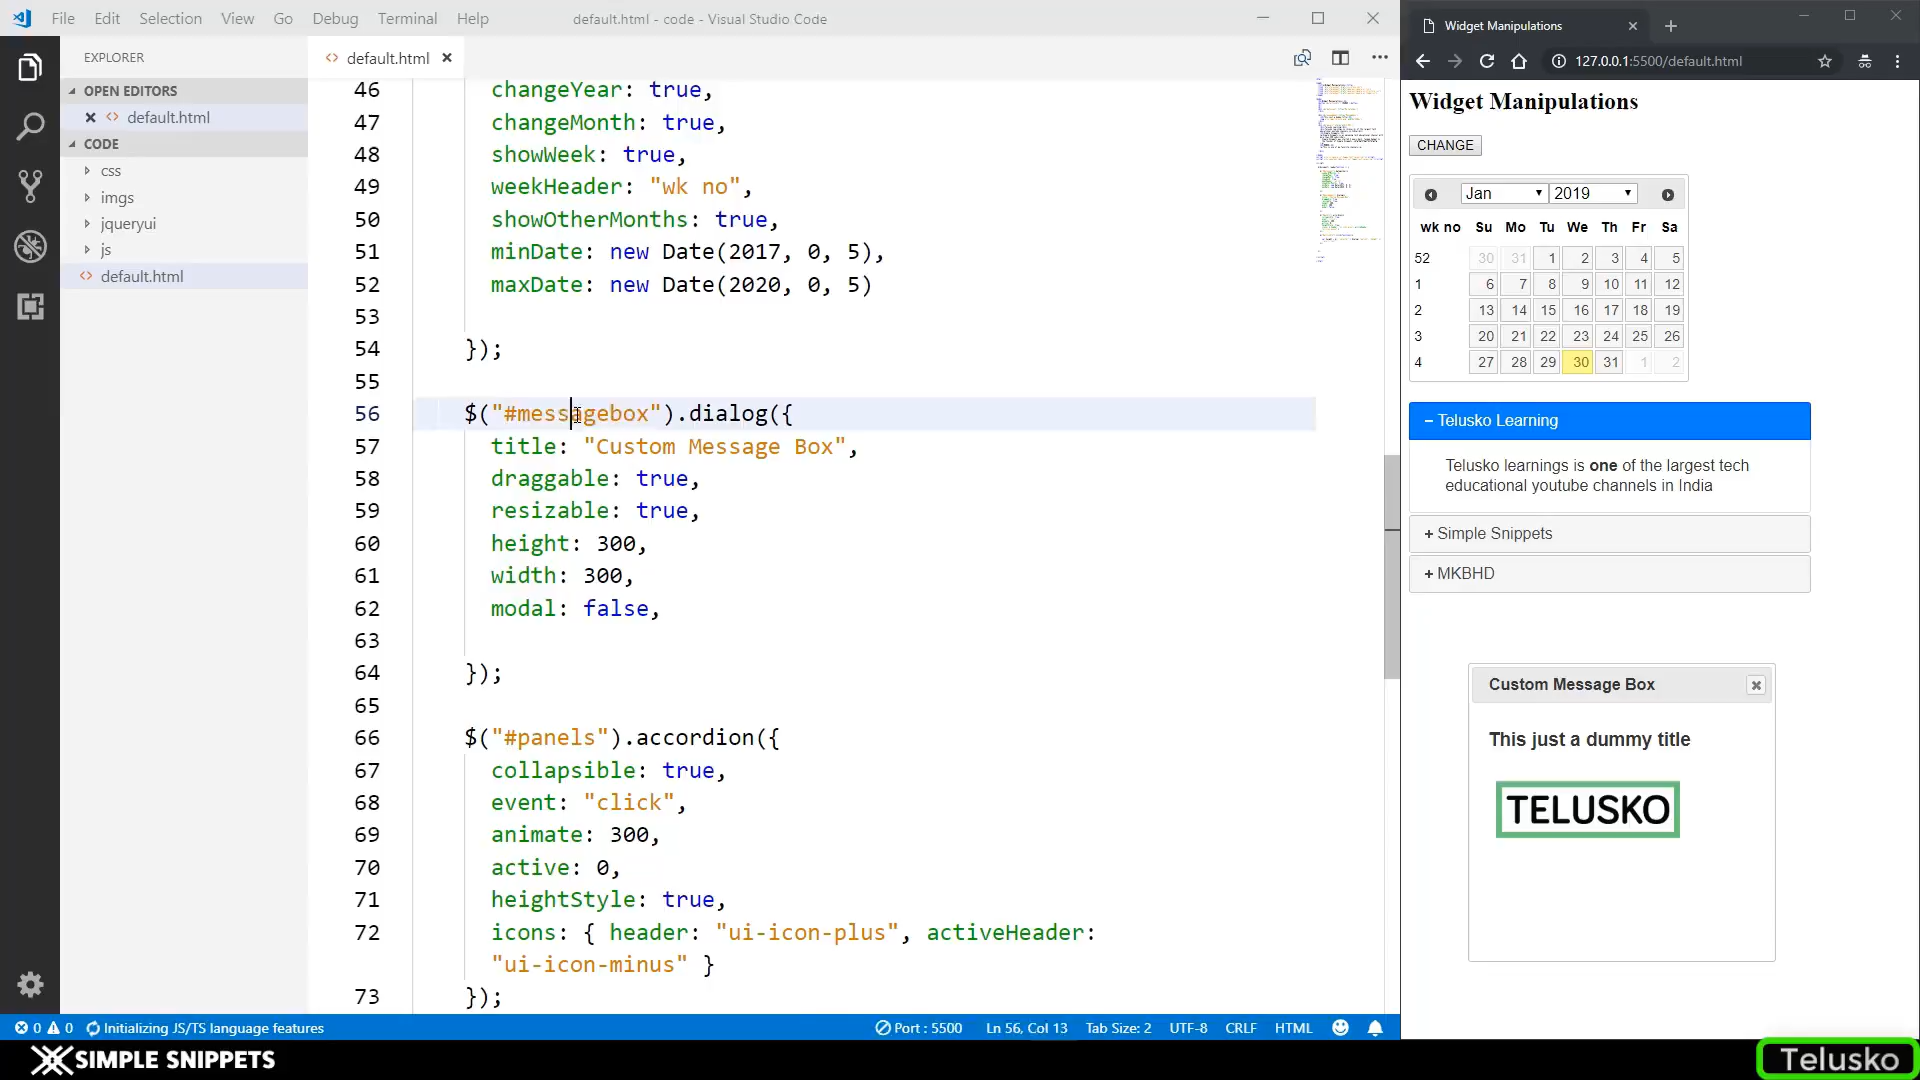 File Edit Selection View Go Debug Terminal Help
default.html - code - Visual Studio Code
EXPLORER
OPEN EDITORS
default.html
CODE
css
imgs
jqueryui
js
default.html
default.html
46 changeYear: true,
47 changeMonth: true,
48 showWeek: true,
49 weekHeader: "wk no",
50 showOtherMonths: true,
51 minDate: new Date(2017, 0, 5),
52 maxDate: new Date(2020, 0, 5)
53
54 });
55
56 $("#messagebox").dialog({
57 title: "Custom Message Box",
58 draggable: true,
59 resizable: true,
60 height: 300,
61 width: 300,
62 modal: false,
63
64 });
65
66 $("#panels").accordion({
67 collapsible: true,
68 event: "click",
69 animate: 300,
70 active: 0,
71 heightStyle: true,
72 icons: { header: "ui-icon-plus", activeHeader:
"ui-icon-minus" }
73 });
0 0 Initializing JS/TS language features
Port : 5500 Ln 56, Col 13 Tab Size: 2 UTF-8 CRLF HTML
Widget Manipulations
127.0.0.1:5500/default.html
Widget Manipulations
CHANGE
Jan 2019
wk no Su Mo Tu We Th Fr Sa
52 30 31 1 2 3 4 5
1 6 7 8 9 10 11 12
2 13 14 15 16 17 18 19
3 20 21 22 23 24 25 26
4 27 28 29 30 31 1 2
Telusko Learning
Telusko learnings is one of the largest tech
educational youtube channels in India
+ Simple Snippets
+ MKBHD
Custom Message Box
This just a dummy title
TELUSKO
SIMPLE SNIPPETS
Telusko